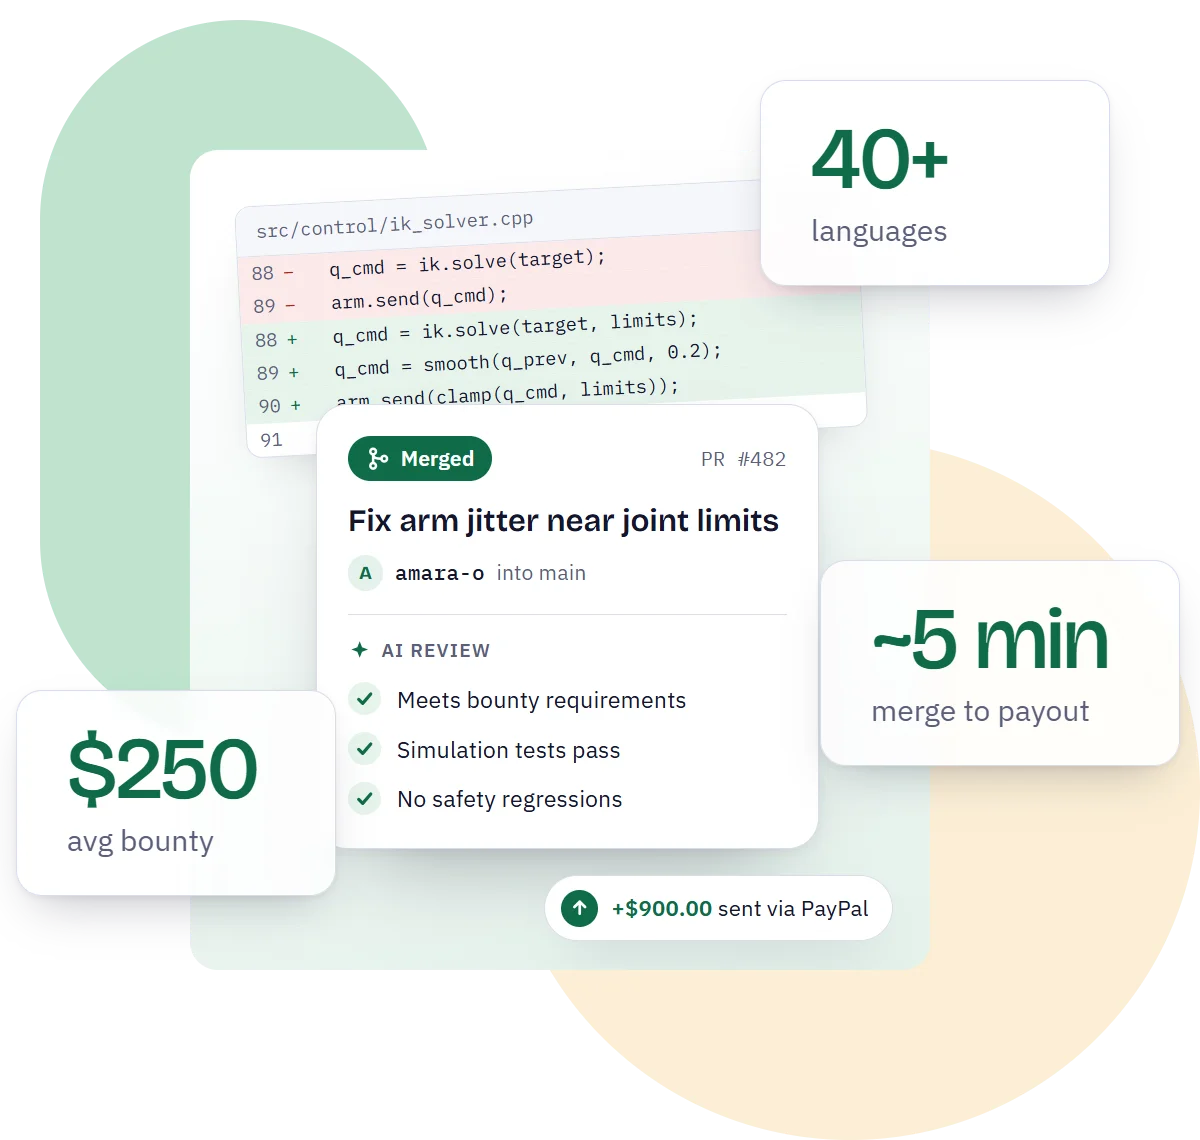 40+
languages
src/control/ik_solver.cpp
88 − q_cmd = ik.solve(target);
89 − arm.send(q_cmd);
88 + q_cmd = ik.solve(target, limits);
89 + q_cmd = smooth(q_prev, q_cmd, 0.2);
90 + arm.send(clamp(q_cmd, limits));
91
Merged
PR #482
Fix arm jitter near joint limits
A amara-o into main
AI REVIEW
Meets bounty requirements
Simulation tests pass
No safety regressions
~5 min
merge to payout
$250
avg bounty
+$900.00 sent via PayPal